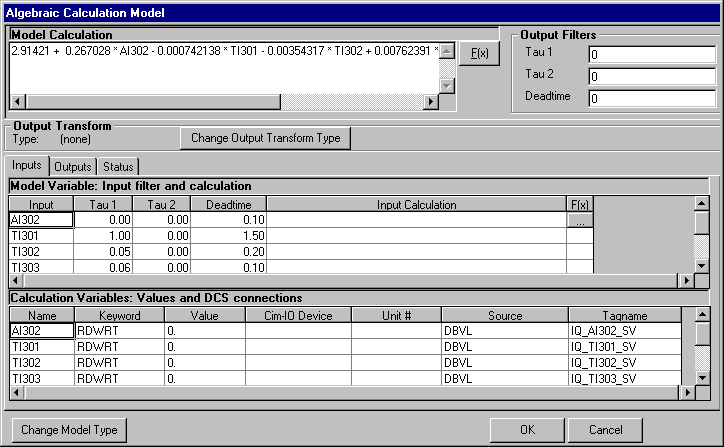 Algebraic Calculation Model
Model Calculation
2.91421 + 0.267028 * AI302 - 0.000742138 * TI301 - 0.00354317 * TI302 + 0.00762391 *
F(x)
Output Filters
Tau 1 0
Tau 2 0
Deadtime 0
Output Transform
Type: (none)
Change Output Transform Type
Inputs Outputs Status
Model Variable: Input filter and calculation
Input Tau 1 Tau 2 Deadtime Input Calculation F(x)
AI302 0.00 0.00 0.10 ...
TI301 1.00 0.00 1.50
TI302 0.05 0.00 0.20
TI303 0.06 0.00 0.10
Calculation Variables: Values and DCS connections
Name Keyword Value Cim-IO Device Unit # Source Tagname
AI302 RDWRT 0. DBVL IQ_AI302_SV
TI301 RDWRT 0. DBVL IQ_TI301_SV
TI302 RDWRT 0. DBVL IQ_TI302_SV
TI303 RDWRT 0. DBVL IQ_TI303_SV
Change Model Type OK Cancel